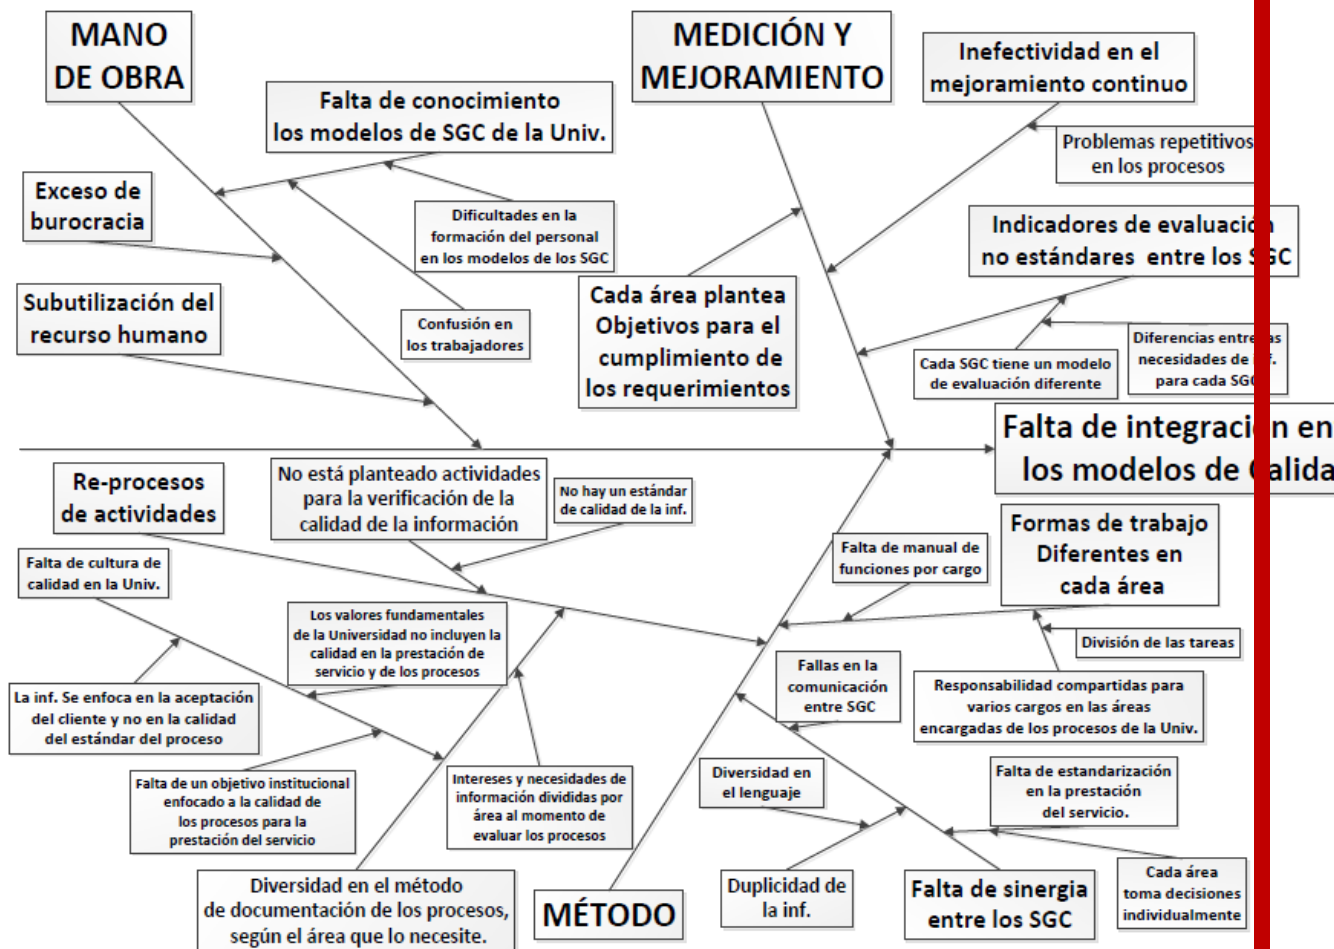 MANO
DE OBRA
MEDICIÓN Y
MEJORAMIENTO
Inefectividad en el
mejoramiento continuo
Falta de conocimiento
los modelos de SGC de la Univ.
Problemas repetitivos
en los procesos
Exceso de
burocracia
Dificultades en la
formación del personal
en los modelos de los SGC
Indicadores de evaluación
no estándares entre los SGC
Subutilización del
recurso humano
Confusión en
los trabajadores
Cada área plantea
Objetivos para el
cumplimiento de
los requerimientos
Cada SGC tiene un modelo
de evaluación diferente
Diferencias entre las
necesidades de inf.
para cada SGC
Falta de integración en
los modelos de Calida
Re-procesos
de actividades
No está planteado actividades
para la verificación de la
calidad de la información
No hay un estándar
de calidad de la inf.
Falta de manual de
funciones por cargo
Formas de trabajo
Diferentes en
cada área
Falta de cultura de
calidad en la Univ.
Los valores fundamentales
de la Universidad no incluyen la
calidad en la prestación de
servicio y de los procesos
División de las tareas
Fallas en la
comunicación
entre SGC
Responsabilidad compartidas para
varios cargos en las áreas
encargadas de los procesos de la Univ.
La inf. Se enfoca en la aceptación
del cliente y no en la calidad
del estándar del proceso
Falta de un objetivo institucional
enfocado a la calidad de
los procesos para la
prestación del servicio
Intereses y necesidades de
información divididas por
área al momento de
evaluar los procesos
Diversidad en
el lenguaje
Falta de estandarización
en la prestación
del servicio.
Diversidad en el método
de documentación de los procesos,
según el área que lo necesite.
MÉTODO
Duplicidad de
la inf.
Falta de sinergia
entre los SGC
Cada área
toma decisiones
individualmente